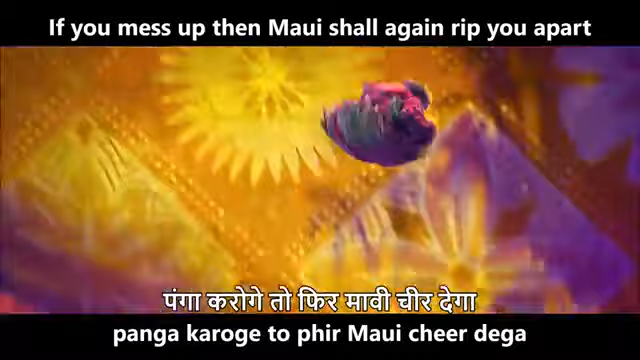 If you mess up then Maui shall again rip you apart
पंगा करोगे तो फिर मावी चीर देगा
panga karoge to phir Maui cheer dega